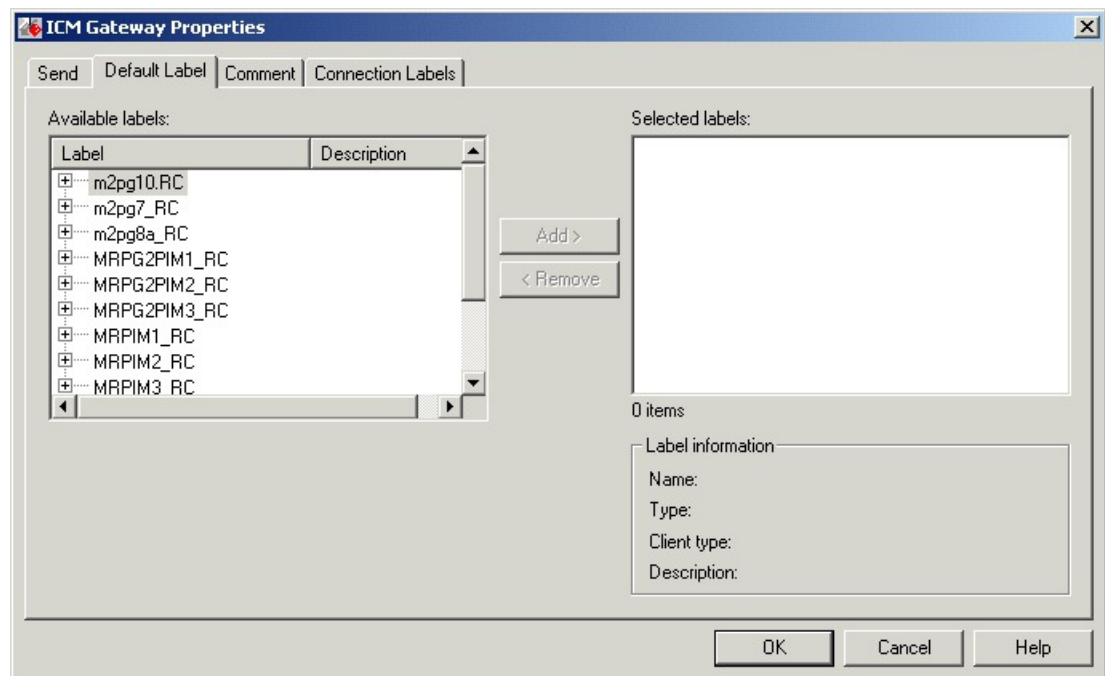 ICM Gateway Properties
Send Default Label Comment Connection Labels
Available labels:
Label Description
m2pg10.RC
m2pg7_RC
m2pg8a_RC
MRPG2PIM1_RC
MRPG2PIM2_RC
MRPG2PIM3_RC
MRPIM1_RC
MRPIM2_RC
MRPIM3_RC
Add >
< Remove
Selected labels:
0 items
Label information
Name:
Type:
Client type:
Description:
OK Cancel Help